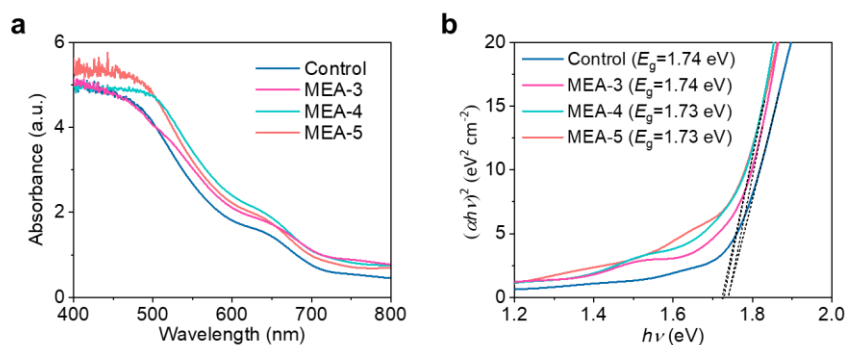 a
6
4
2
0
400
500
600
700
800
Absorbance (a.u.)
Wavelength (nm)
Control
MEA-3
MEA-4
MEA-5
b
20
15
10
5
0
1.2
1.4
1.6
1.8
2.0
(αhν)² (eV² cm⁻²)
hν (eV)
Control (Eg=1.74 eV)
MEA-3 (Eg=1.74 eV)
MEA-4 (Eg=1.73 eV)
MEA-5 (Eg=1.73 eV)